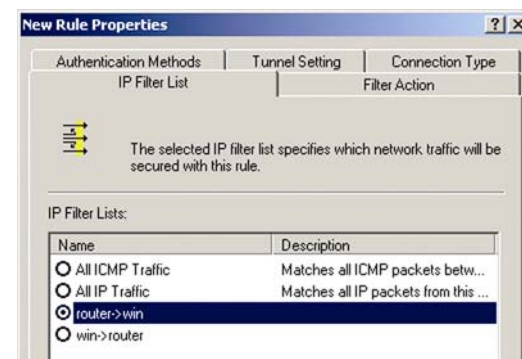 New Rule Properties
Authentication Methods Tunnel Setting Connection Type
IP Filter List Filter Action
The selected IP filter list specifies which network traffic will be
secured with this rule.
IP Filter Lists:
Name Description
All ICMP Traffic Matches all ICMP packets betw...
All IP Traffic Matches all IP packets from this ...
router->win
win->router